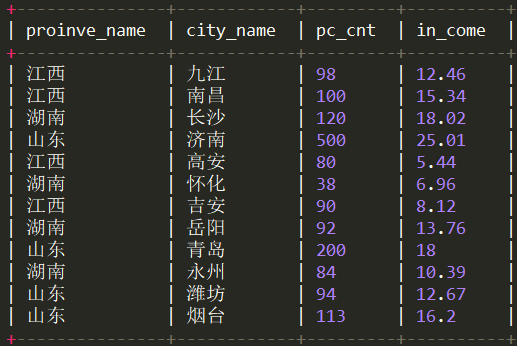 +---------------+------------+---------+---------+
| proinve_name | city_name | pc_cnt | in_come |
+---------------+------------+---------+---------+
| 江西 | 九江 | 98 | 12.46 |
| 江西 | 南昌 | 100 | 15.34 |
| 湖南 | 长沙 | 120 | 18.02 |
| 山东 | 济南 | 500 | 25.01 |
| 江西 | 高安 | 80 | 5.44 |
| 湖南 | 怀化 | 38 | 6.96 |
| 江西 | 吉安 | 90 | 8.12 |
| 湖南 | 岳阳 | 92 | 13.76 |
| 山东 | 青岛 | 200 | 18 |
| 湖南 | 永州 | 84 | 10.39 |
| 山东 | 潍坊 | 94 | 12.67 |
| 山东 | 烟台 | 113 | 16.2 |
+---------------+------------+---------+---------+